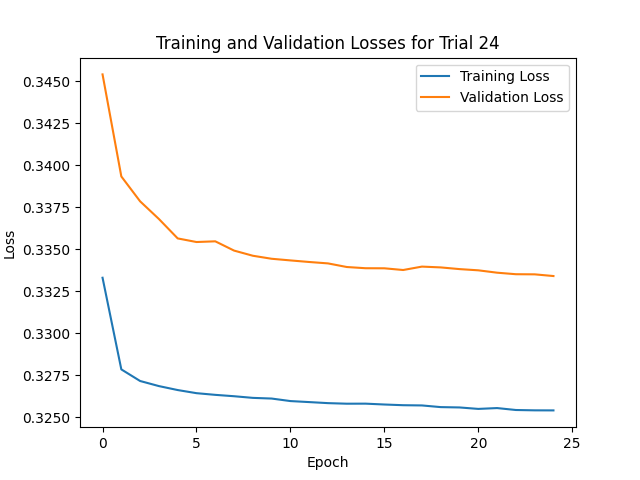 Training and Validation Losses for Trial 24
Training Loss
Validation Loss
0.3450
0.3425
0.3400
0.3375
0.3350
0.3325
0.3300
0.3275
0.3250
Loss
0 5 10 15 20 25
Epoch